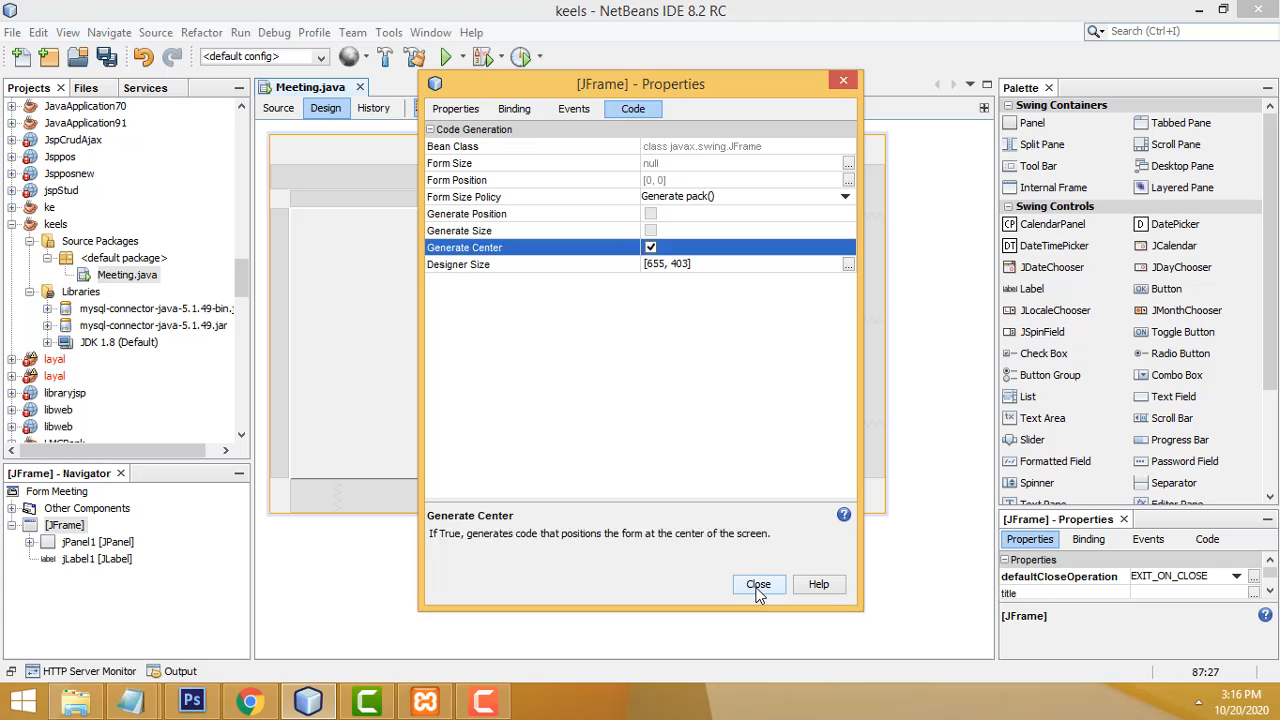 keels - NetBeans IDE 8.2 RC
File Edit View Navigate Source Refactor Run Debug Profile Team Tools Window Help
Search (Ctrl+I)
<default config>
Projects Files Services
JavaApplication70
JavaApplication91
JspCrudAjax
Jsppos
Jspposnew
jspStud
ke
keels
Source Packages
<default package>
Meeting.java
Libraries
mysql-connector-java-5.1.49-bin.j
mysql-connector-java-5.1.49.jar
JDK 1.8 (Default)
layal
layal
libraryjsp
libweb
libweb
[JFrame] - Navigator
Form Meeting
Other Components
[JFrame]
jPanel1 [JPanel]
label jLabel1 [JLabel]
Meeting.java
Source Design History
[JFrame] - Properties
Properties Binding Events Code
Code Generation
Bean Class class javax.swing.JFrame
Form Size null
Form Position [0, 0]
Form Size Policy Generate pack()
Generate Position
Generate Size
Generate Center
Designer Size [655, 403]
Generate Center
If True, generates code that positions the form at the center of the screen.
Close Help
Palette
Swing Containers
Panel Tabbed Pane
Split Pane Scroll Pane
Tool Bar Desktop Pane
Internal Frame Layered Pane
Swing Controls
CalendarPanel DatePicker
DateTimePicker JCalendar
JDateChooser JDayChooser
label Label OK Button
JLocaleChooser JMonthChooser
JSpinField Toggle Button
Check Box Radio Button
Button Group Combo Box
List Text Field
Text Area Scroll Bar
Slider Progress Bar
Formatted Field Password Field
Spinner Separator
[JFrame] - Properties
Properties Binding Events Code
Properties
defaultCloseOperation EXIT_ON_CLOSE
title
[JFrame]
HTTP Server Monitor Output
87:27
Ps
3:16 PM
10/20/2020